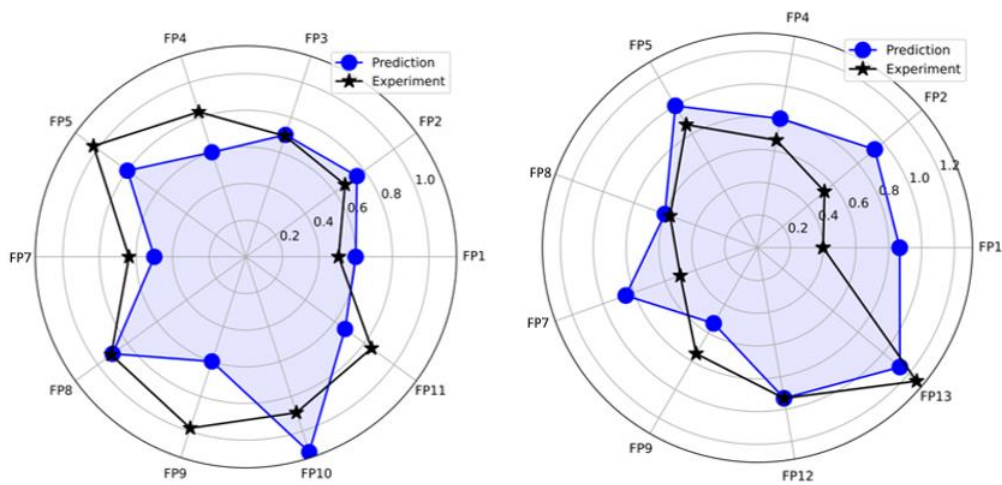 FP4
FP3
Prediction
Experiment
FP5
FP2
1.0
0.8
0.6
0.4
0.2
FP7
FP1
FP8
FP11
FP9
FP10
FP4
Prediction
Experiment
FP5
FP2
1.2
1.0
0.8
0.6
0.4
0.2
FP8
FP1
FP7
FP13
FP9
FP12